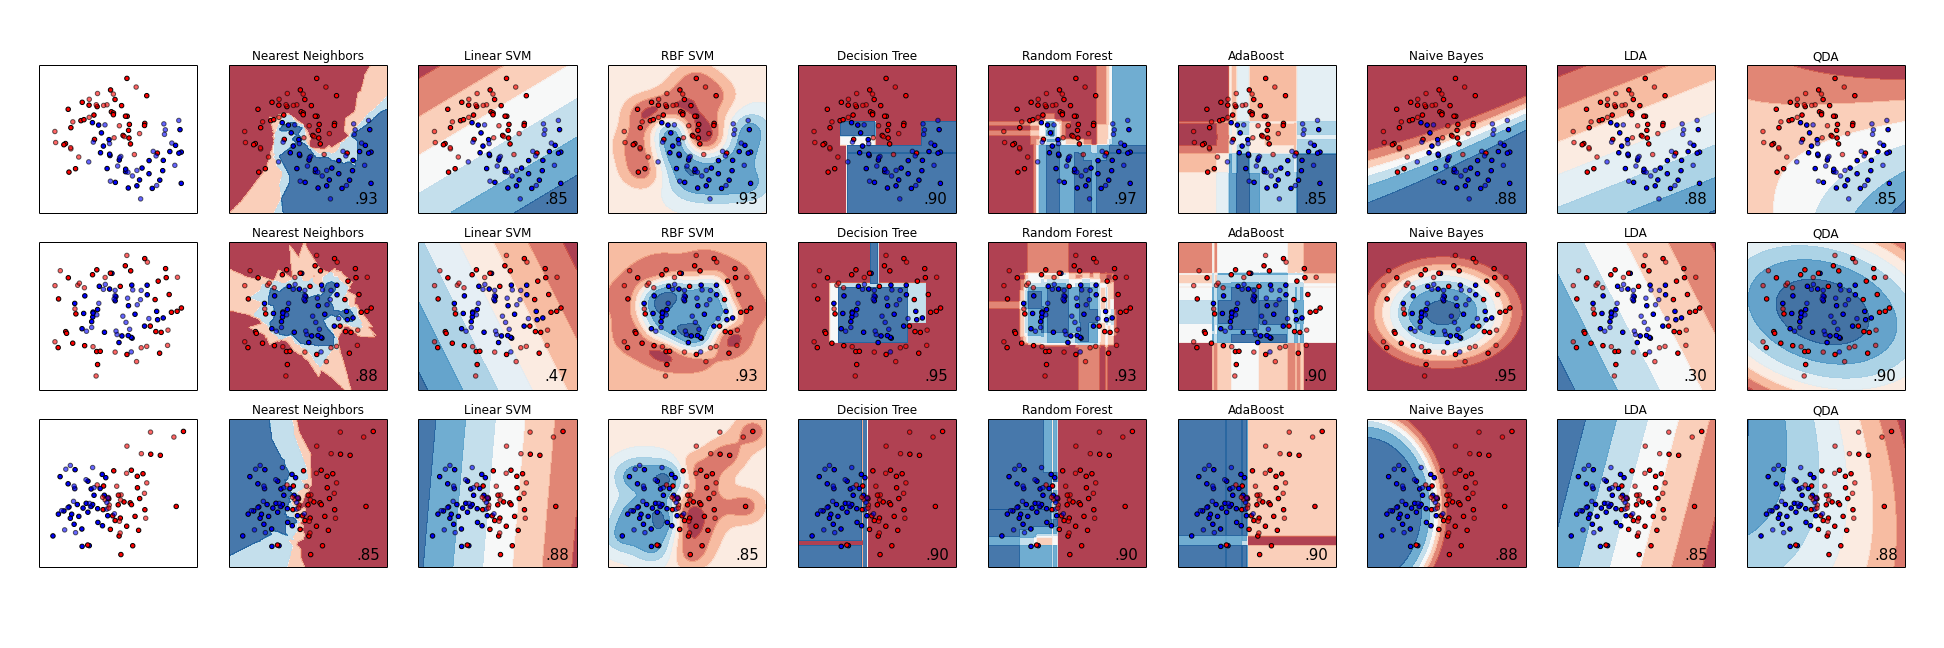 Nearest Neighbors Linear SVM RBF SVM Decision Tree Random Forest AdaBoost Naive Bayes LDA QDA
.93 .85 .93 .90 .97 .85 .88 .88 .85
Nearest Neighbors Linear SVM RBF SVM Decision Tree Random Forest AdaBoost Naive Bayes LDA QDA
.88 .47 .93 .95 .93 .90 .95 .30 .90
Nearest Neighbors Linear SVM RBF SVM Decision Tree Random Forest AdaBoost Naive Bayes LDA QDA
.85 .88 .85 .90 .90 .90 .88 .85 .88